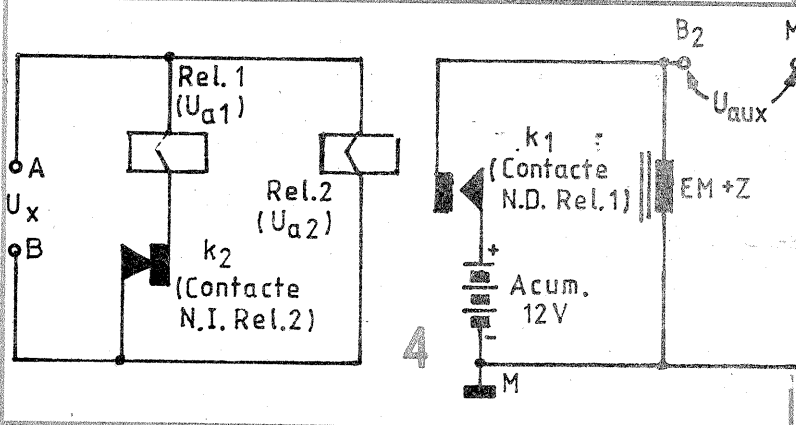 Rel. 1
(Ua1)
A
Ux
B
Rel.2
(Ua2)
k2
(Contacte
N.I. Rel.2)
4
B2
M
Uaux
k1
(Contacte
N.D. Rel.1)
EM+Z
+
Acum.
12V
-
M